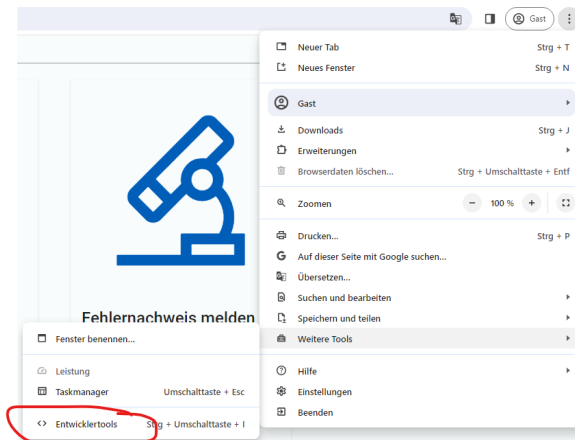 Gast
Neuer Tab Strg + T
Neues Fenster Strg + N
Gast
Downloads Strg + J
Erweiterungen
Browserdaten löschen... Strg + Umschalttaste + Entf
Zoomen − 100 % +
Drucken... Strg + P
Auf dieser Seite mit Google suchen...
Übersetzen...
Suchen und bearbeiten
Speichern und teilen
Weitere Tools
Hilfe
Einstellungen
Beenden
Fehlernachweis melden
Fenster benennen...
Leistung
Taskmanager Umschalttaste + Esc
Entwicklertools Strg + Umschalttaste + I